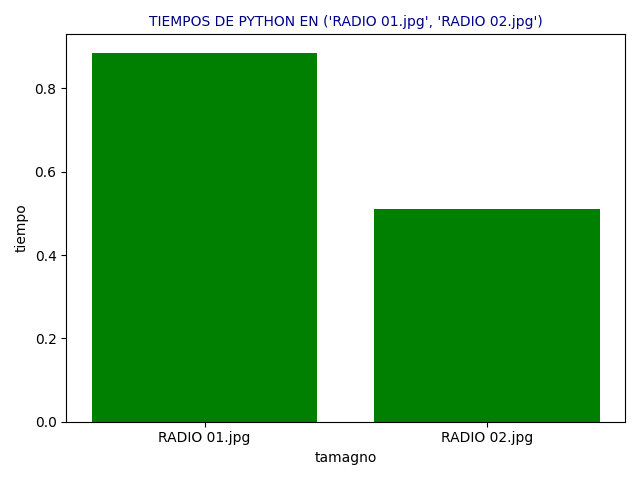 TIEMPOS DE PYTHON EN ('RADIO 01.jpg', 'RADIO 02.jpg')
tiempo
0.8
0.6
0.4
0.2
0.0
RADIO 01.jpg RADIO 02.jpg
tamagno